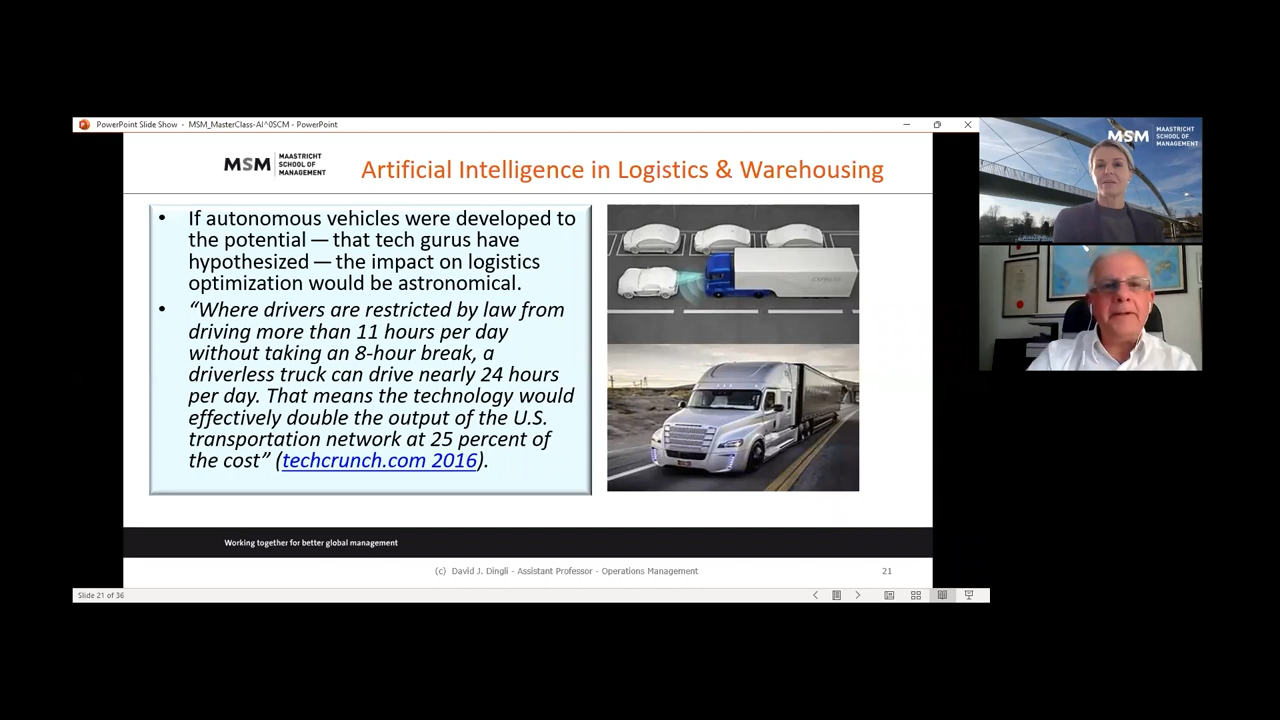 PowerPoint Slide Show - MSM_MasterClass-AI^0SCM - PowerPoint
MSM
MAASTRICHT
SCHOOL OF
MANAGEMENT
Artificial Intelligence in Logistics & Warehousing
• If autonomous vehicles were developed to
the potential — that tech gurus have
hypothesized — the impact on logistics
optimization would be astronomical.
• “Where drivers are restricted by law from
driving more than 11 hours per day
without taking an 8-hour break, a
driverless truck can drive nearly 24 hours
per day. That means the technology would
effectively double the output of the U.S.
transportation network at 25 percent of
the cost” (techcrunch.com 2016).
Working together for better global management
(c) David J. Dingli - Assistant Professor - Operations Management
21
Slide 21 of 36
MSM
MAASTRICHT
SCHOOL OF
MANAGEMENT